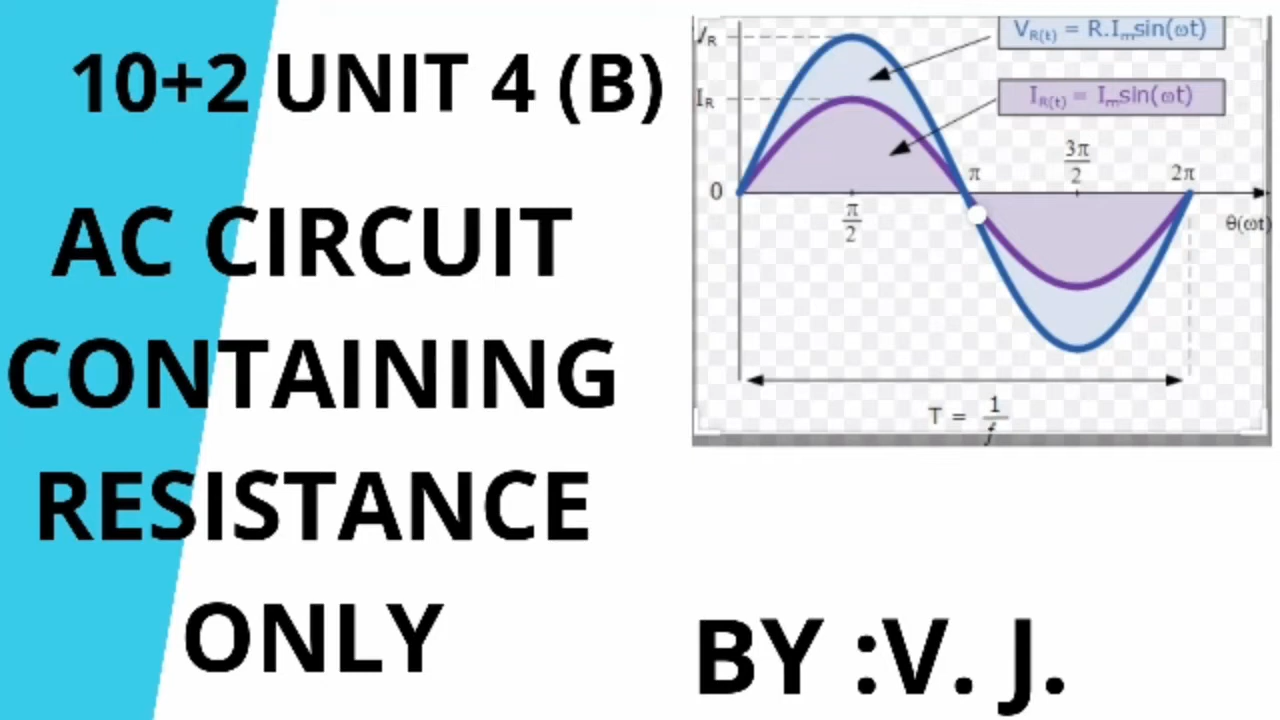 10+2 UNIT 4 (B)
AC CIRCUIT
CONTAINING
RESISTANCE
ONLY
BY :V. J.
V_R(t) = R.I_m sin(ωt)
V_R
I_R
I_R(t) = I_m sin(ωt)
0
π/2
π
3π/2
2π
θ(ωt)
T = 1/f